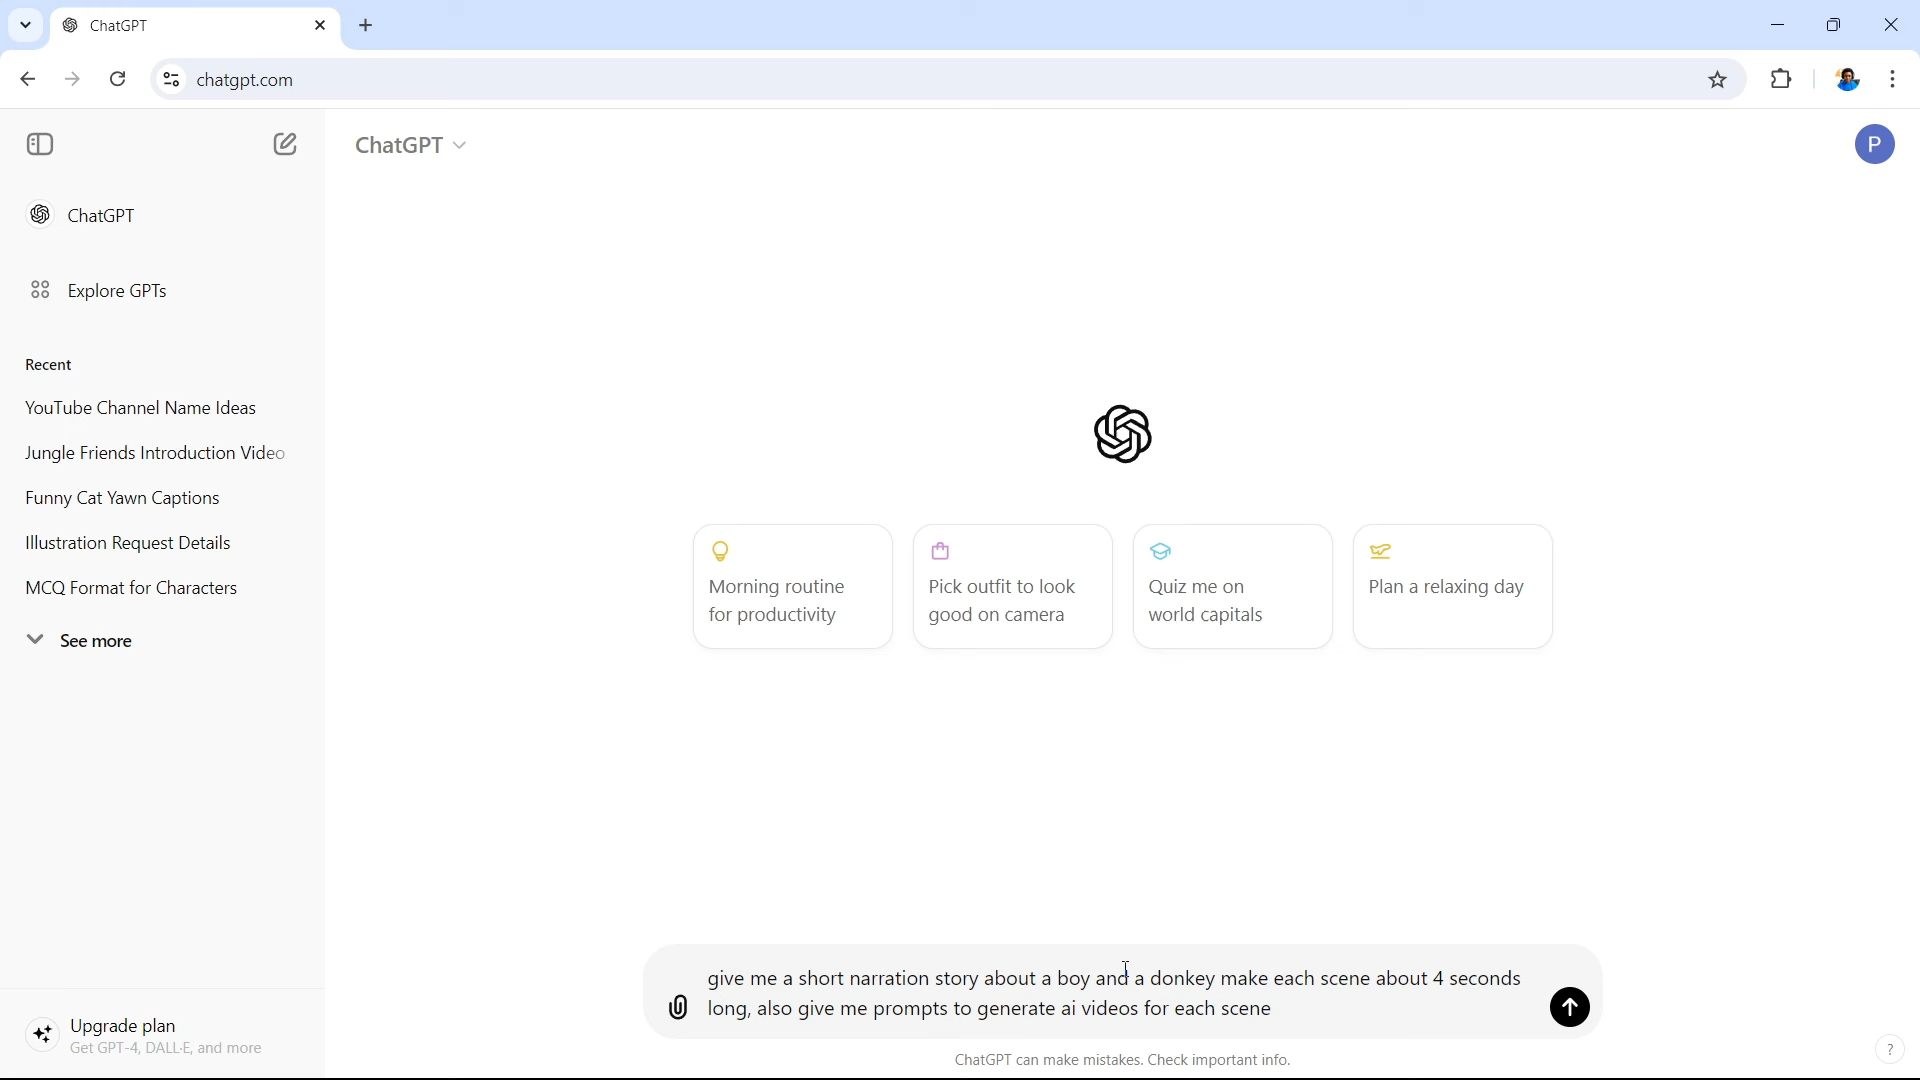 ChatGPT
chatgpt.com
ChatGPT
P
ChatGPT
Explore GPTs
Recent
YouTube Channel Name Ideas
Jungle Friends Introduction Video
Funny Cat Yawn Captions
Illustration Request Details
MCQ Format for Characters
See more
Morning routine
for productivity
Pick outfit to look
good on camera
Quiz me on
world capitals
Plan a relaxing day
give me a short narration story about a boy and a donkey make each scene about 4 seconds
long, also give me prompts to generate ai videos for each scene
Upgrade plan
Get GPT-4, DALL·E, and more
ChatGPT can make mistakes. Check important info.
?